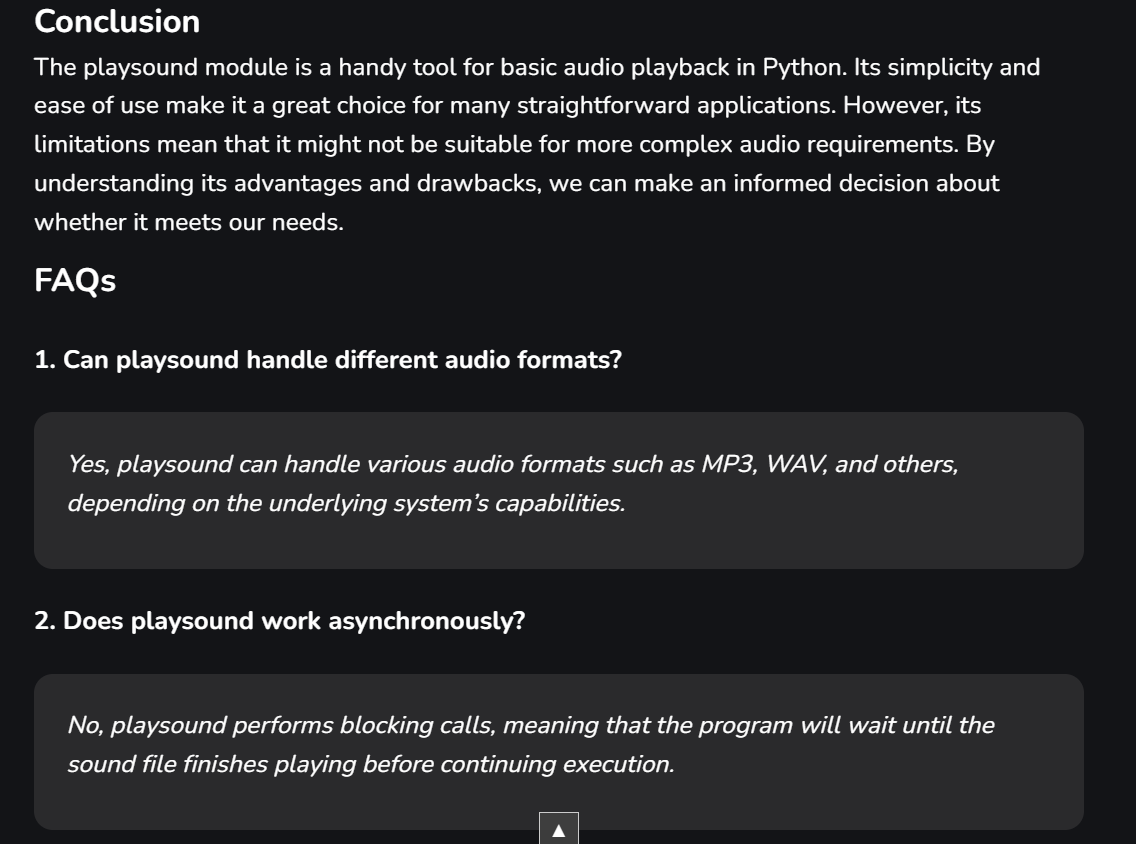 Conclusion
The playsound module is a handy tool for basic audio playback in Python. Its simplicity and
ease of use make it a great choice for many straightforward applications. However, its
limitations mean that it might not be suitable for more complex audio requirements. By
understanding its advantages and drawbacks, we can make an informed decision about
whether it meets our needs.
FAQs
1. Can playsound handle different audio formats?
Yes, playsound can handle various audio formats such as MP3, WAV, and others,
depending on the underlying system’s capabilities.
2. Does playsound work asynchronously?
No, playsound performs blocking calls, meaning that the program will wait until the
sound file finishes playing before continuing execution.